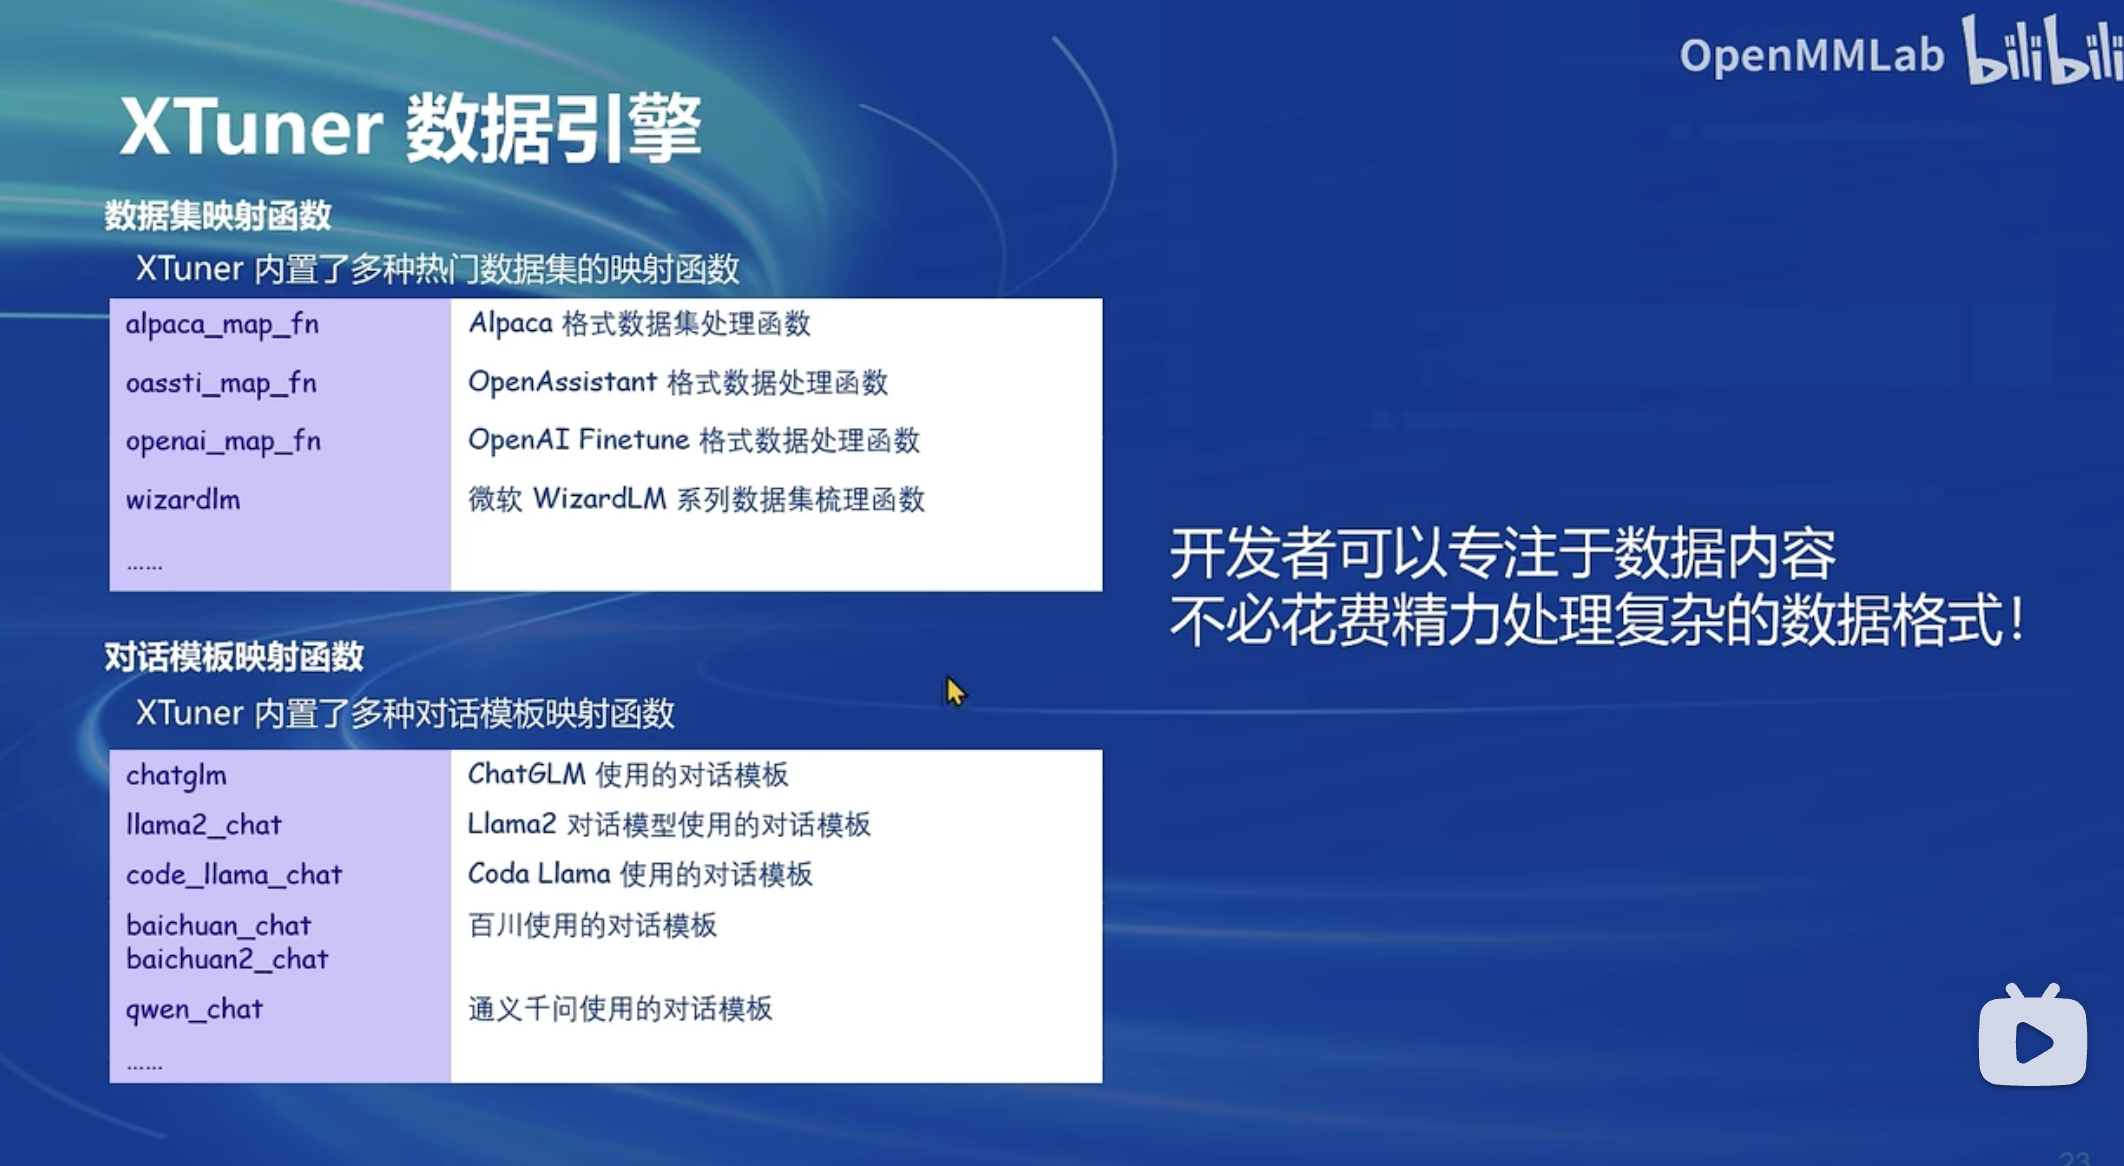 OpenMMLab bilibili
XTuner 数据引擎
数据集映射函数
XTuner 内置了多种热门数据集的映射函数
alpaca_map_fn Alpaca 格式数据集处理函数
oassti_map_fn OpenAssistant 格式数据处理函数
openai_map_fn OpenAI Finetune 格式数据处理函数
wizardlm 微软 WizardLM 系列数据集梳理函数
……
开发者可以专注于数据内容
不必花费精力处理复杂的数据格式！
对话模板映射函数
XTuner 内置了多种对话模板映射函数
chatglm ChatGLM 使用的对话模板
llama2_chat Llama2 对话模型使用的对话模板
code_llama_chat Coda Llama 使用的对话模板
baichuan_chat 百川使用的对话模板
baichuan2_chat
qwen_chat 通义千问使用的对话模板
……
23